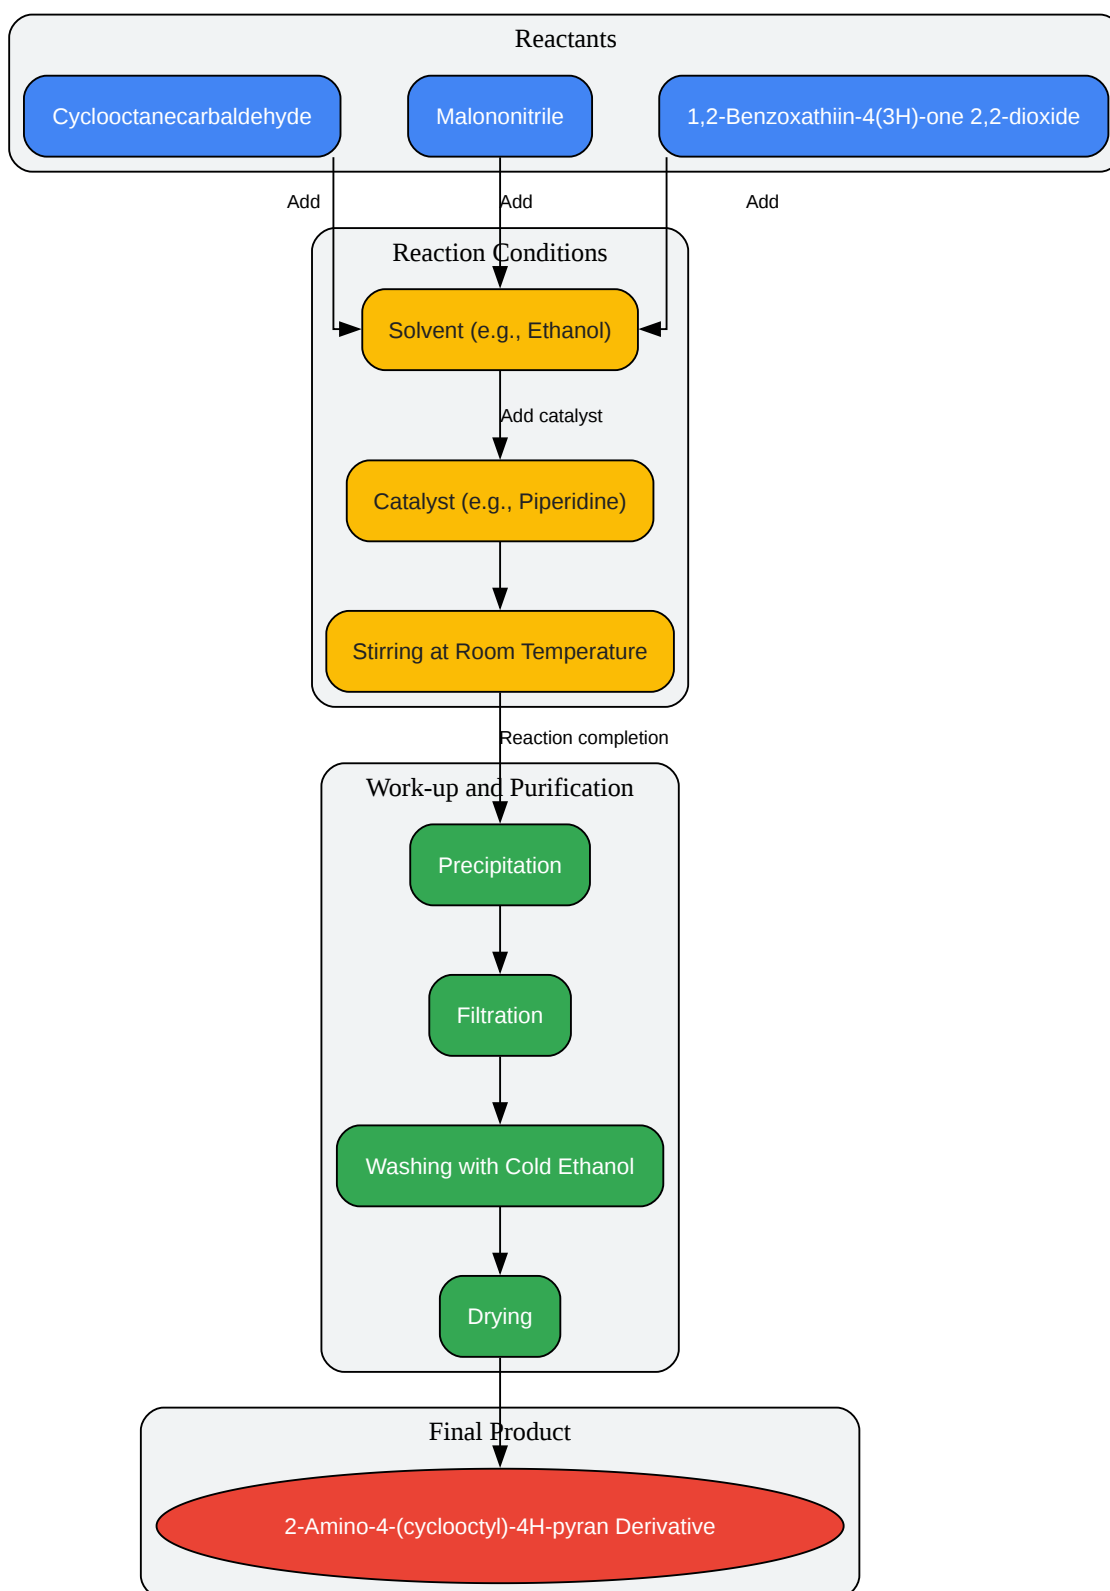 Reactants
Cyclooctanecarbaldehyde
Malononitrile
1,2-Benzoxathiin-4(3H)-one 2,2-dioxide
Add
Add
Add
Reaction Conditions
Solvent (e.g., Ethanol)
Add catalyst
Catalyst (e.g., Piperidine)
Stirring at Room Temperature
Reaction completion
Work-up and Purification
Precipitation
Filtration
Washing with Cold Ethanol
Drying
Final Product
2-Amino-4-(cyclooctyl)-4H-pyran Derivative